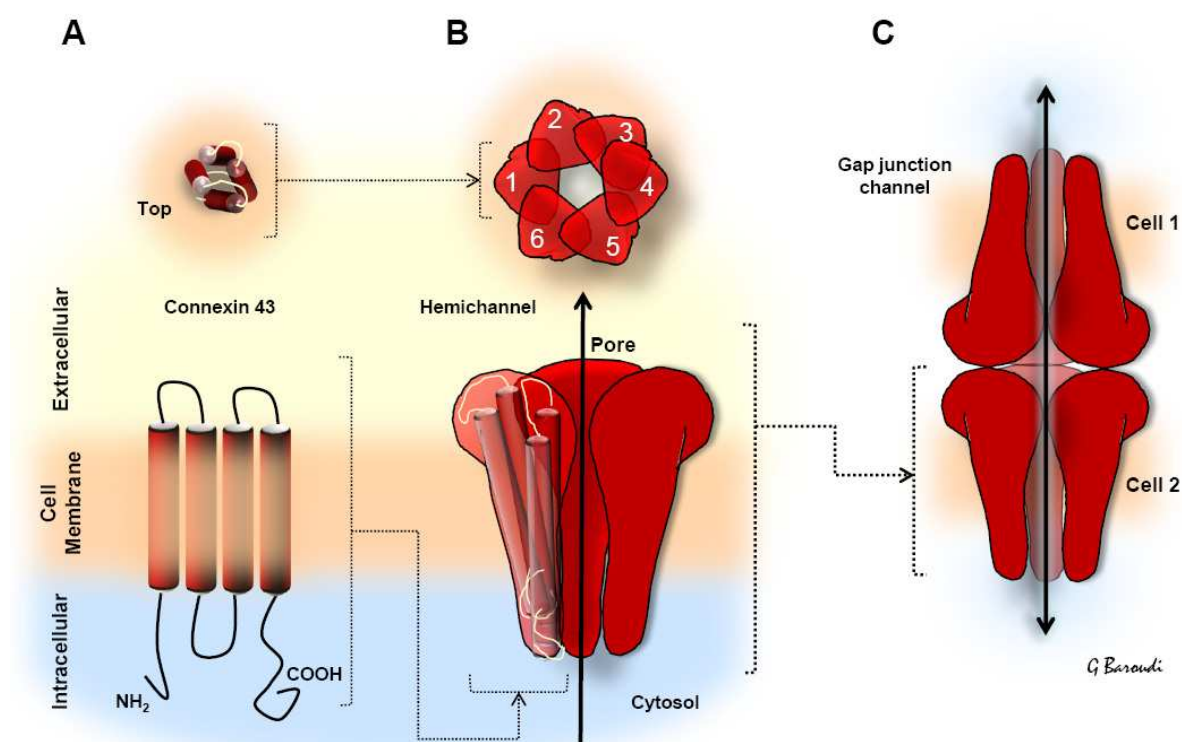 A
B
C
Top
2
3
1
4
6
5
Gap junction
channel
Cell 1
Extracellular
Connexin 43
Hemichannel
Pore
Cell
Membrane
Cell 2
Intracellular
NH2
COOH
Cytosol
G Baroudi